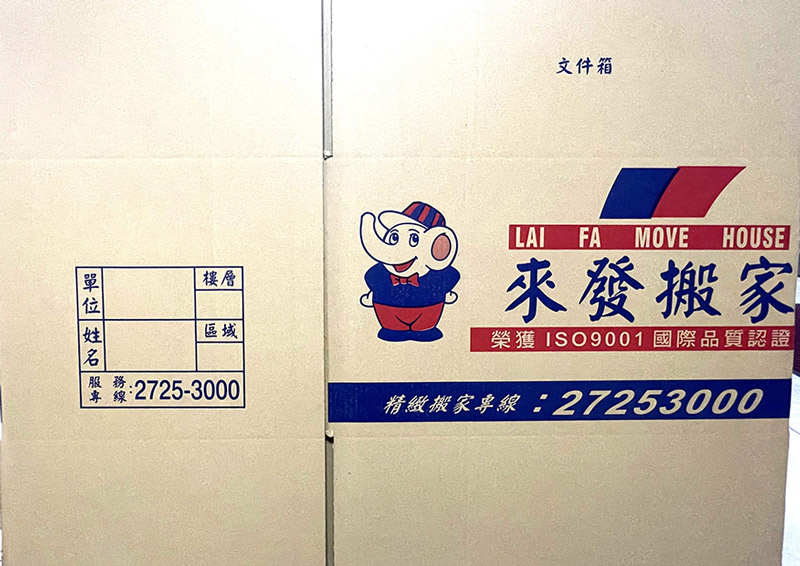 文件箱
LAI FA MOVE HOUSE
來發搬家
榮獲 ISO9001 國際品質認證
精緻搬家專線：27253000
單位
樓層
姓名
區域
服務專線：2725-3000